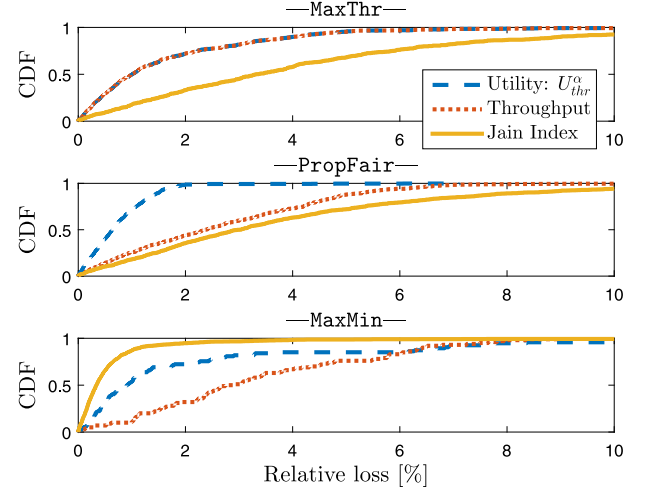 —MaxThr—
1
0.5
0
CDF
0 2 4 6 8 10
Utility: U^α_thr
Throughput
Jain Index
—PropFair—
1
0.5
0
CDF
0 2 4 6 8 10
—MaxMin—
1
0.5
0
CDF
0 2 4 6 8 10
Relative loss [%]